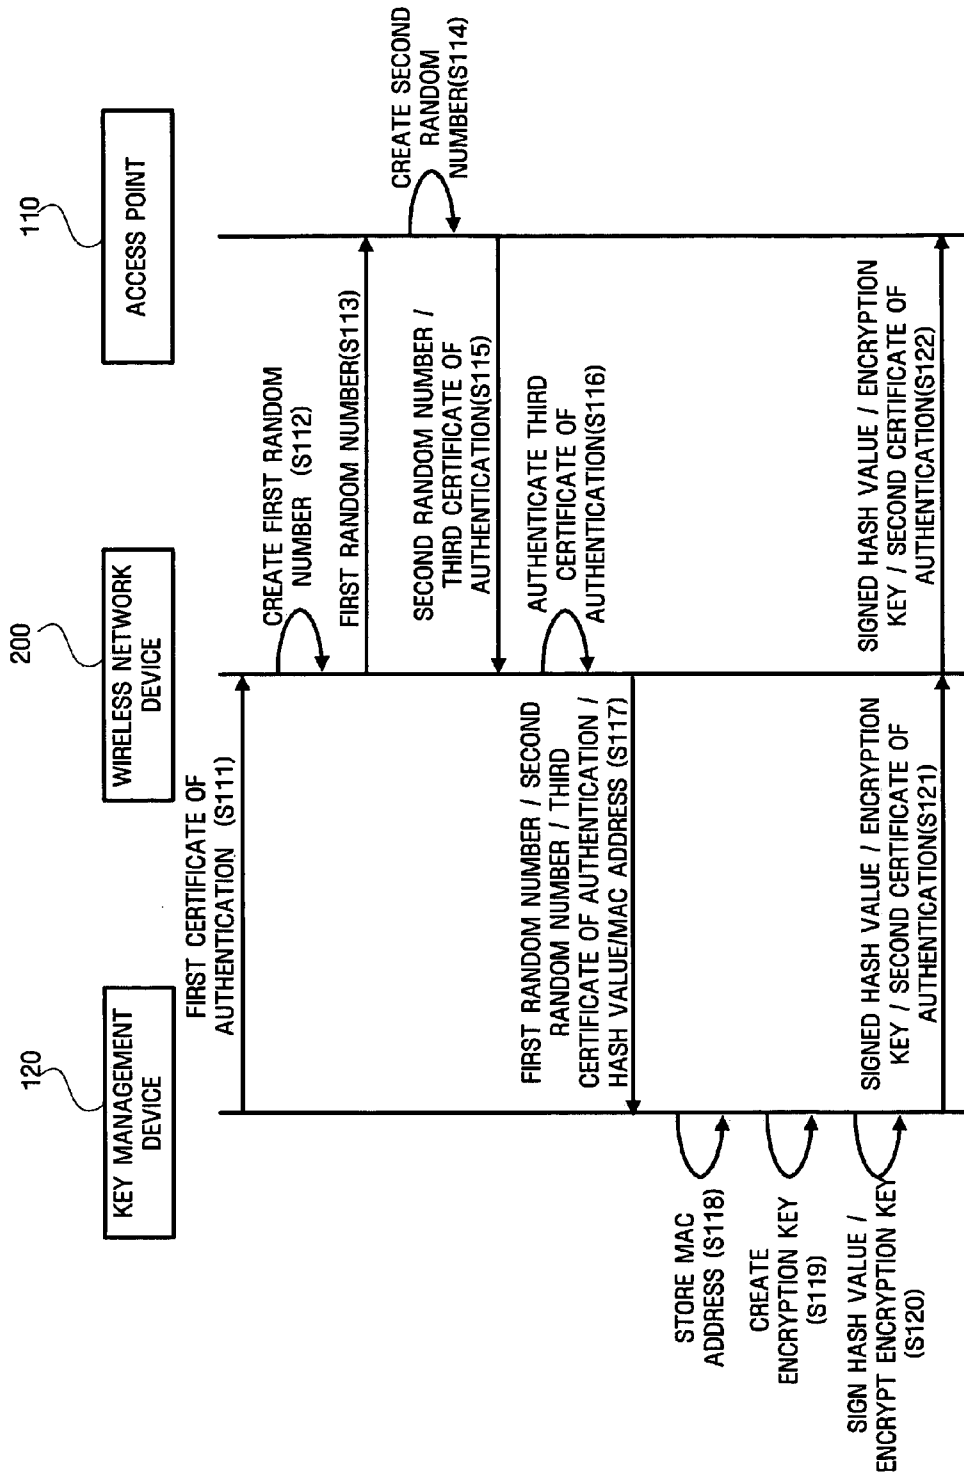 120
KEY MANAGEMENT
DEVICE
200
WIRELESS NETWORK
DEVICE
110
ACCESS POINT
FIRST CERTIFICATE OF
AUTHENTICATION (S111)
CREATE FIRST RANDOM
NUMBER (S112)
FIRST RANDOM NUMBER(S113)
CREATE SECOND
RANDOM
NUMBER(S114)
SECOND RANDOM NUMBER /
THIRD CERTIFICATE OF
AUTHENTICATION(S115)
AUTHENTICATE THIRD
CERTIFICATE OF
AUTHENTICATION(S116)
FIRST RANDOM NUMBER / SECOND
RANDOM NUMBER / THIRD
CERTIFICATE OF AUTHENTICATION /
HASH VALUE/MAC ADDRESS (S117)
STORE MAC
ADDRESS (S118)
CREATE
ENCRYPTION KEY
(S119)
SIGN HASH VALUE /
ENCRYPT ENCRYPTION KEY
(S120)
SIGNED HASH VALUE / ENCRYPTION
KEY / SECOND CERTIFICATE OF
AUTHENTICATION(S121)
SIGNED HASH VALUE / ENCRYPTION
KEY / SECOND CERTIFICATE OF
AUTHENTICATION(S122)